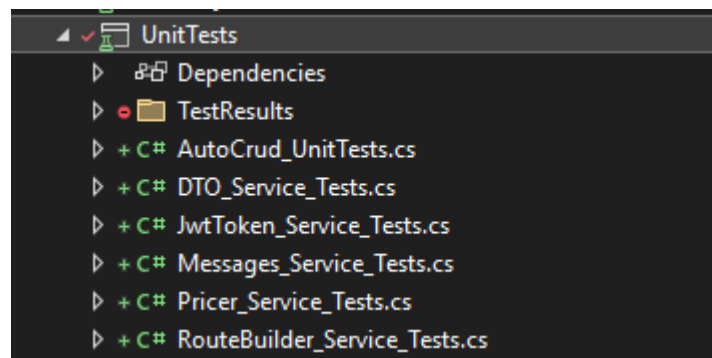 UnitTests
Dependencies
TestResults
+ C# AutoCrud_UnitTests.cs
+ C# DTO_Service_Tests.cs
+ C# JwtToken_Service_Tests.cs
+ C# Messages_Service_Tests.cs
+ C# Pricer_Service_Tests.cs
+ C# RouteBuilder_Service_Tests.cs